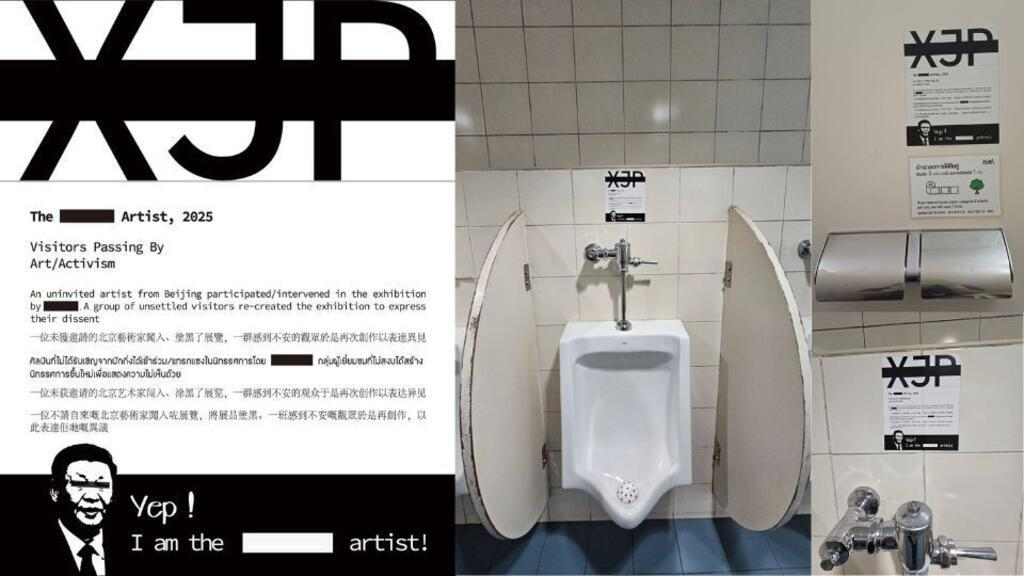 XJP
The Artist, 2025
Visitors Passing By
Art/Activism
An uninvited artist from Beijing participated/intervened in the exhibition
by . A group of unsettled visitors re-created the exhibition to express
their dissent
一位未獲邀請的北京藝術家闖入、塗黑了展覽，一群感到不安的觀眾於是再次創作以表達異見
ศิลปินที่ไม่ได้รับเชิญจากปักกิ่งได้เข้าร่วม/แทรกแซงในนิทรรศการโดย กลุ่มผู้เยี่ยมชมที่ไม่สงบได้สร้าง
นิทรรศการขึ้นใหม่เพื่อแสดงความไม่เห็นด้วย
一位未获邀请的北京艺术家闯入、涂黑了展览，一群感到不安的观众于是再次创作以表达异见
一位不請自來嘅北京藝術家闖入咗展覽，將展品塗黑。一班感到不安嘅觀眾於是再創作，以
此表達佢哋嘅異議
Yep!
I am the artist!
XJP
Yep!
I am the artist!
XJP
Yep!
I am the artist!
XJP
Yep!
I am the artist!